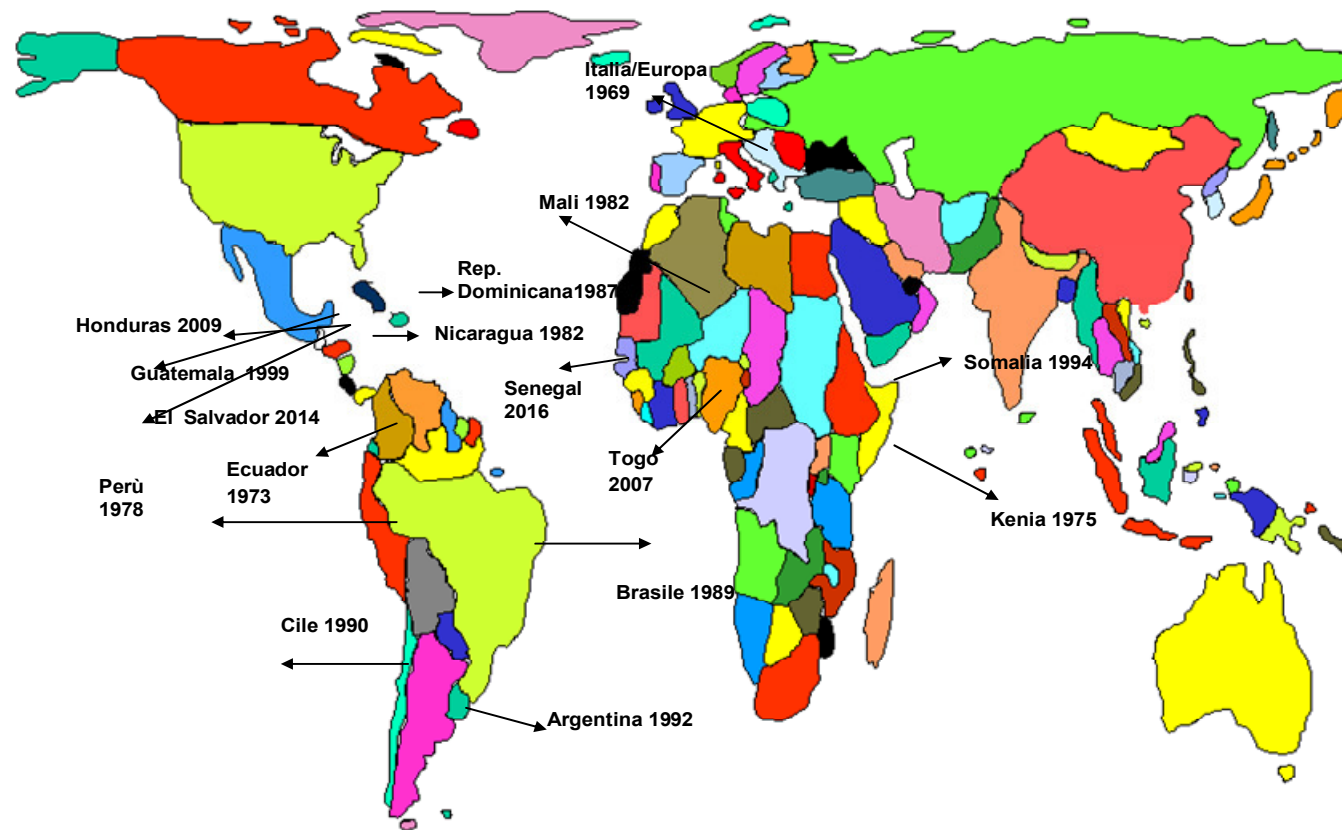 Italia/Europa
1969
Mali 1982
Rep.
Dominicana1987
Honduras 2009
Nicaragua 1982
Guatemala 1999
El Salvador 2014
Senegal
2016
Somalia 1994
Ecuador
1973
Togo
2007
Perù
1978
Kenia 1975
Brasile 1989
Cile 1990
Argentina 1992